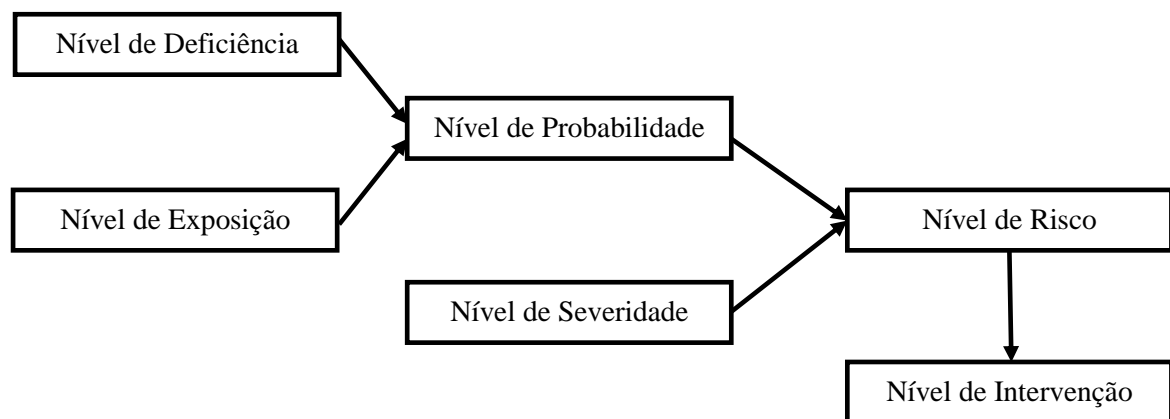 Nível de Deficiência
Nível de Probabilidade
Nível de Exposição
Nível de Risco
Nível de Severidade
Nível de Intervenção